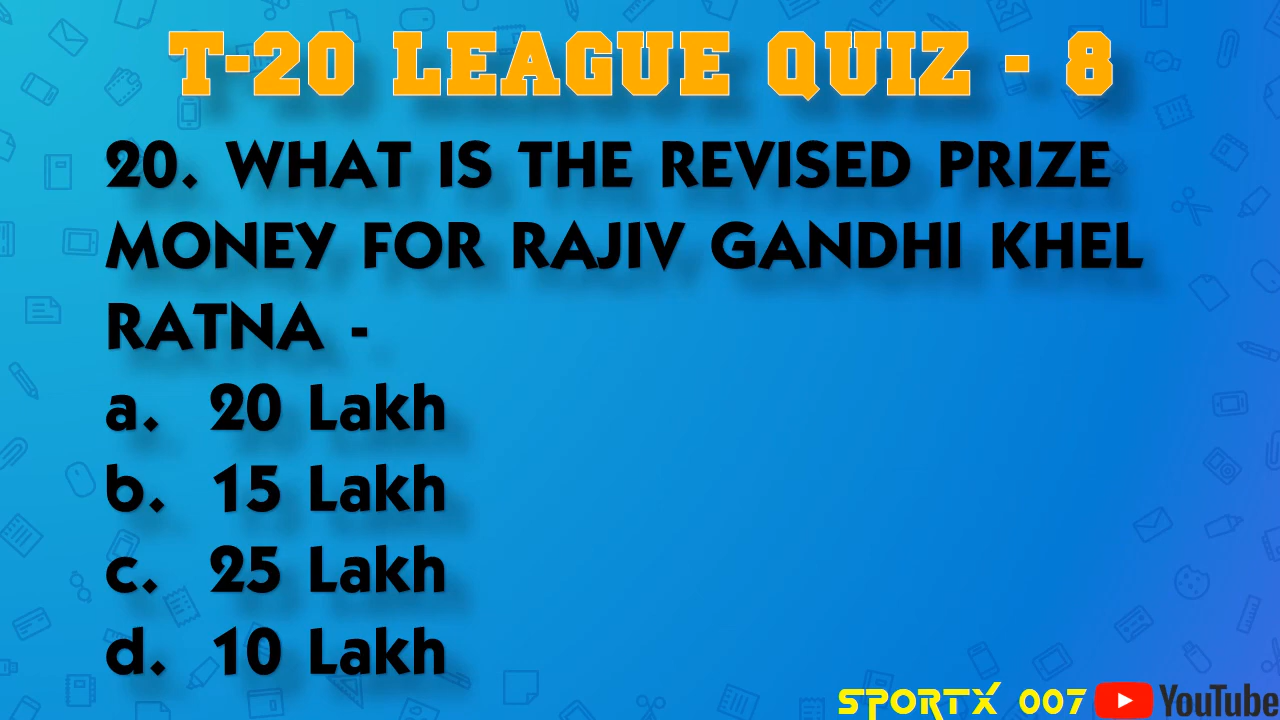 T-20 LEAGUE QUIZ - 8
20. WHAT IS THE REVISED PRIZE
MONEY FOR RAJIV GANDHI KHEL
RATNA -
a. 20 Lakh
b. 15 Lakh
c. 25 Lakh
d. 10 Lakh
SPORTX 007 YouTube